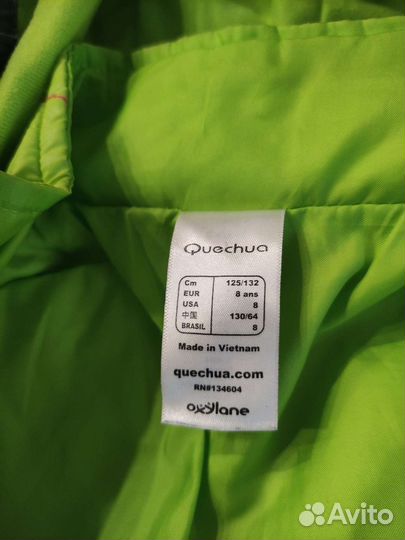 Quechua
Cm 125/132
EUR 8 ans
USA 8
中国 130/64
BRASIL 8
Made in Vietnam
quechua.com
RN#134604
oxylane
Avito